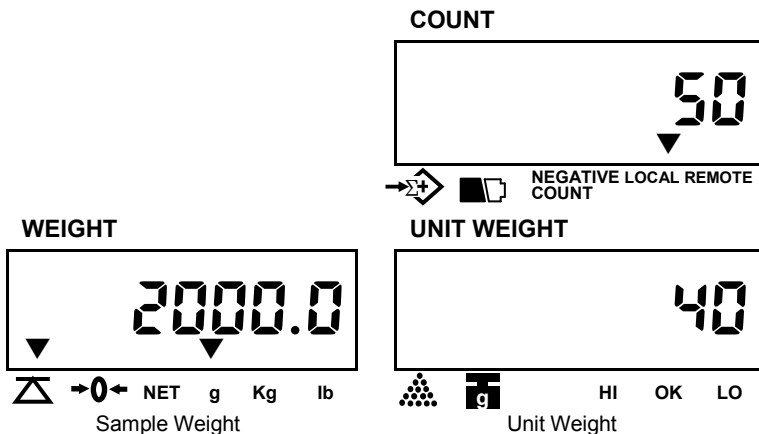 COUNT
50
Σ+
NEGATIVE LOCAL REMOTE
COUNT
WEIGHT
2000.0
0 NET g Kg lb
Sample Weight
UNIT WEIGHT
40
g HI OK LO
Unit Weight